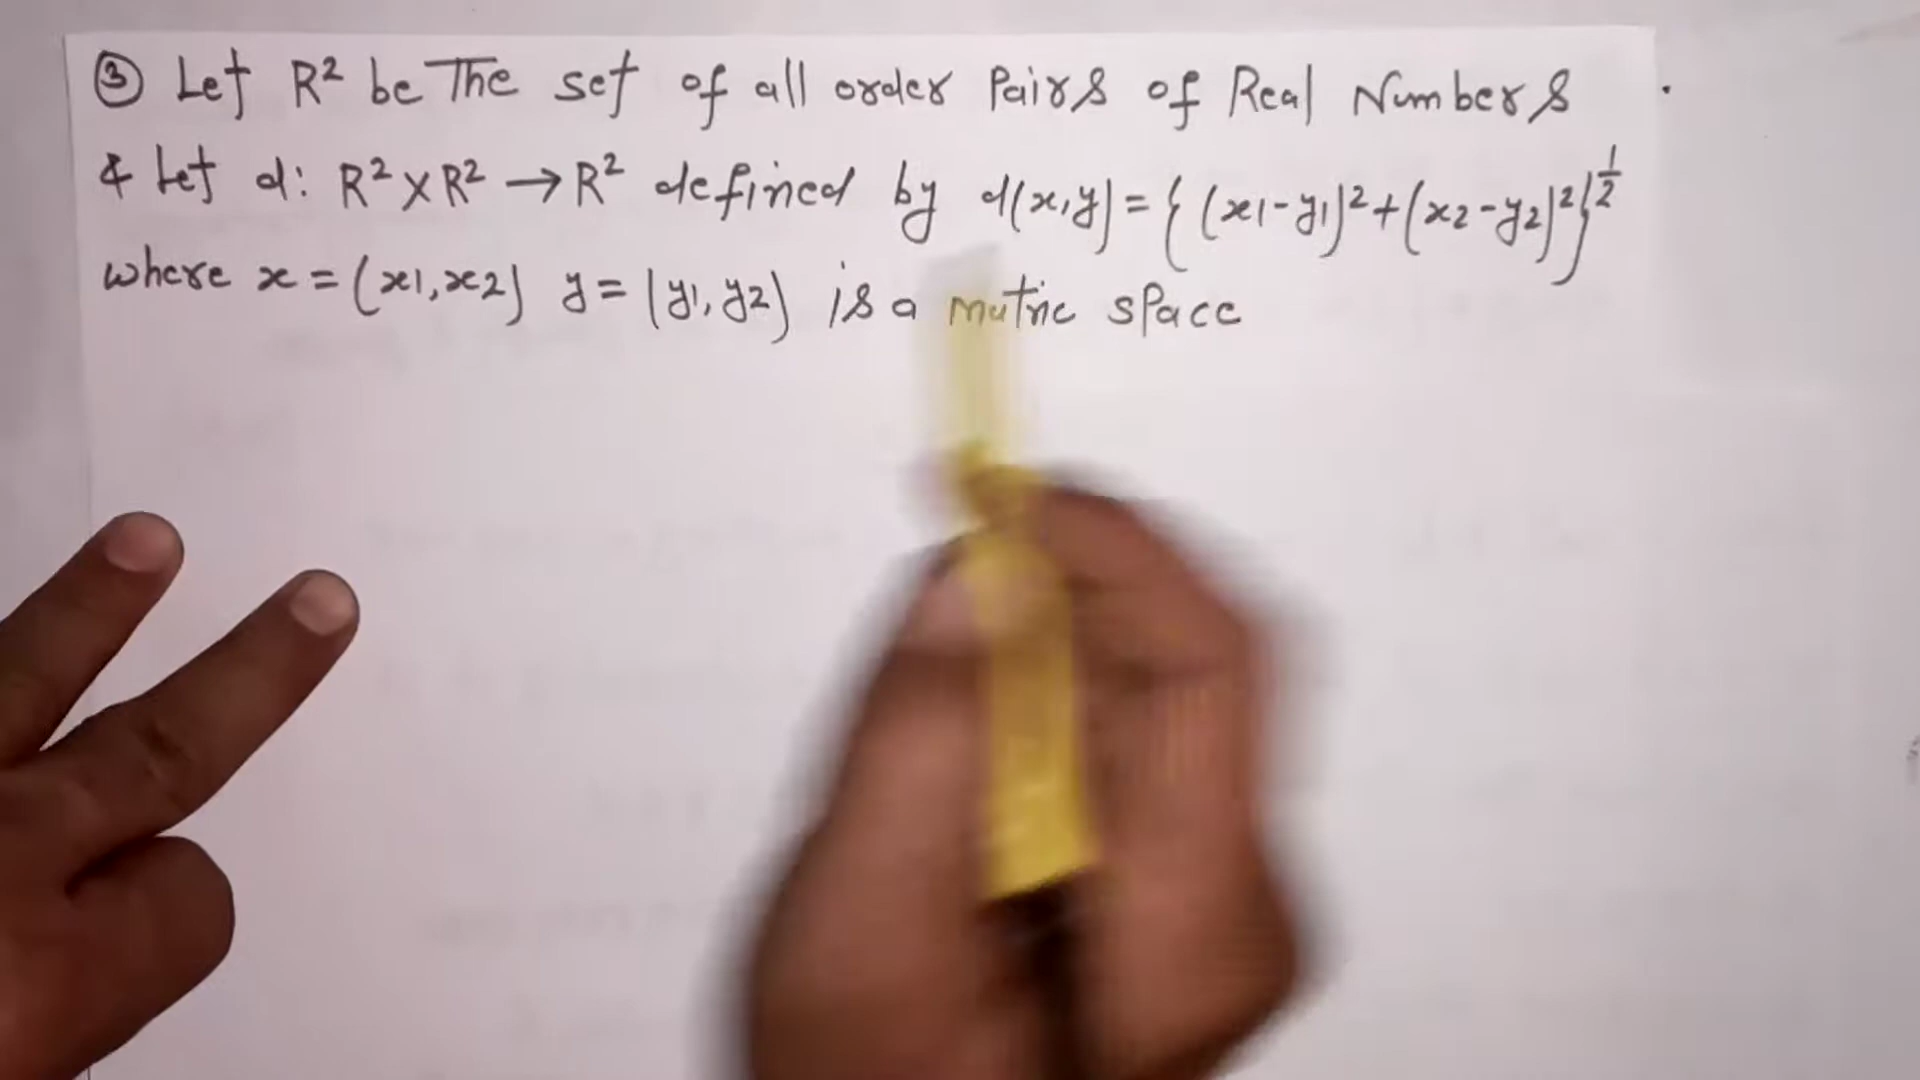 ③ Let R² be The set of all order Pairs of Real Numbers
& Let d: R² × R² → R² defined by d(x,y) = {(x1-y1)²+(x2-y2)²}^1/2
where x = (x1,x2) y = (y1,y2) is a metric space